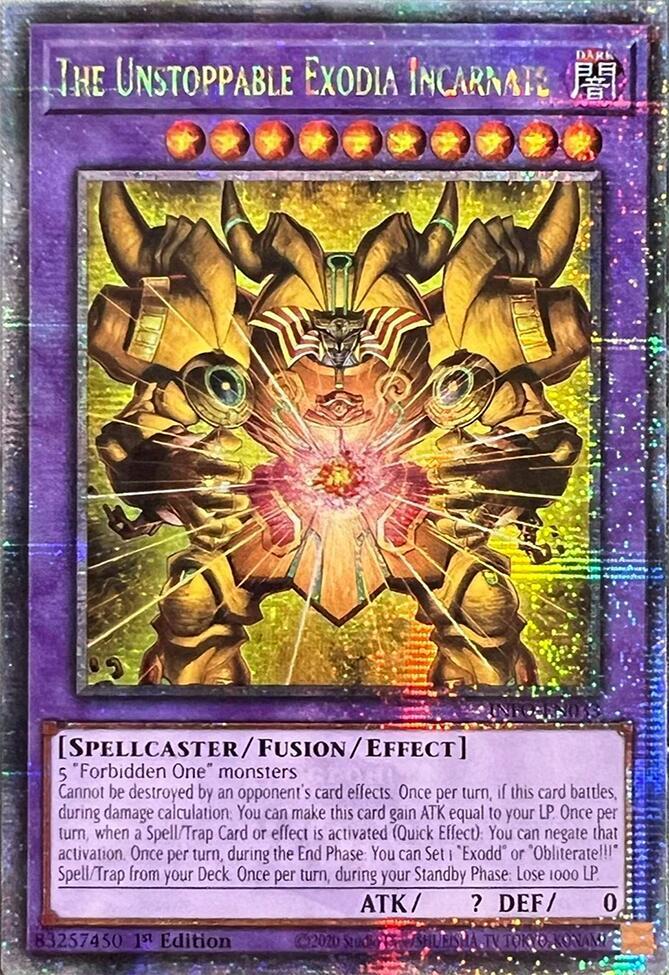 THE UNSTOPPABLE EXODIA INCARNATE
DARK
闇
INFO-EN033
[SPELLCASTER/FUSION/EFFECT]
5 "Forbidden One" monsters
Cannot be destroyed by an opponent's card effects. Once per turn, if this card battles,
during damage calculation: You can make this card gain ATK equal to your LP. Once per
turn, when a Spell/Trap Card or effect is activated (Quick Effect): You can negate that
activation. Once per turn, during the End Phase: You can Set 1 "Exodd" or "Obliterate!!!"
Spell/Trap from your Deck. Once per turn, during your Standby Phase: Lose 1000 LP.
ATK/ ? DEF/ 0
83257450 1st Edition ©2020 Studio Dice/SHUEISHA, TV TOKYO, KONAMI